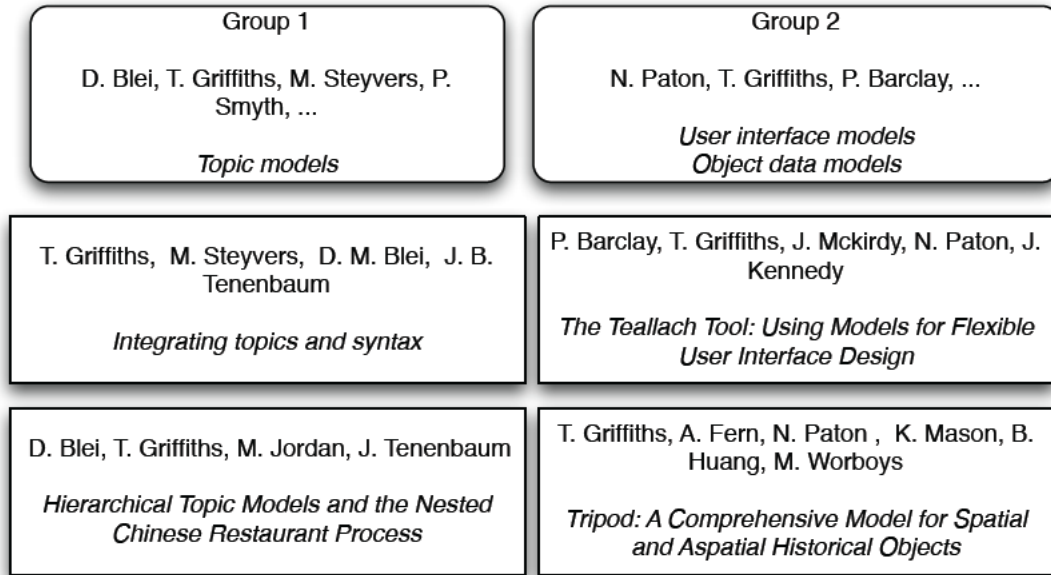 Group 1
D. Blei, T. Griffiths, M. Steyvers, P.
Smyth, ...
Topic models
Group 2
N. Paton, T. Griffiths, P. Barclay, ...
User interface models
Object data models
T. Griffiths, M. Steyvers, D. M. Blei, J. B.
Tenenbaum
Integrating topics and syntax
P. Barclay, T. Griffiths, J. Mckirdy, N. Paton, J.
Kennedy
The Teallach Tool: Using Models for Flexible
User Interface Design
D. Blei, T. Griffiths, M. Jordan, J. Tenenbaum
Hierarchical Topic Models and the Nested
Chinese Restaurant Process
T. Griffiths, A. Fern, N. Paton , K. Mason, B.
Huang, M. Worboys
Tripod: A Comprehensive Model for Spatial
and Aspatial Historical Objects